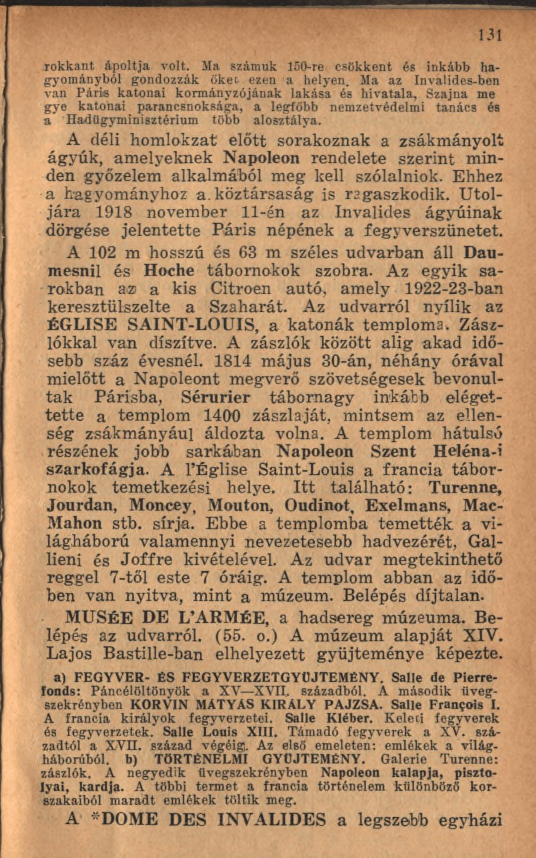 131
rokkant ápoltja volt. Ma számuk 150-re csökkent és inkább ha-
gyományból gondozzák őket ezen a helyen. Ma az Invalides-ben
van Páris katonai kormányzójának lakása és hivatala, Szajna me
gye katonai parancsnoksága, a legfőbb nemzetvédelmi tanács és
a Hadügyminisztérium több alosztálya.
A déli homlokzat előtt sorakoznak a zsákmányolt
ágyúk, amelyeknek Napoleon rendelete szerint min-
den győzelem alkalmából meg kell szólalniok. Ehhez
a hagyományhoz a köztársaság is ragaszkodik. Utol-
jára 1918 november 11-én az Invalides ágyúinak
dörgése jelentette Páris népének a fegyverszünetet.
A 102 m hosszú és 63 m széles udvarban áll Dau-
mesnil és Hoche tábornokok szobra. Az egyik sa-
rokban az a kis Citroen autó, amely 1922-23-ban
keresztülszelte a Szaharát. Az udvarról nyílik az
ÉGLISE SAINT-LOUIS, a katonák temploma. Zász-
lókkal van díszítve. A zászlók között alig akad idő-
sebb száz évesnél. 1814 május 30-án, néhány órával
mielőtt a Napoleont megverő szövetségesek bevonul-
tak Párisba, Sérurier tábornagy inkább eléget-
tette a templom 1400 zászlaját, mintsem az ellen-
ség zsákmányául áldozta volna. A templom hátulsó
részének jobb sarkában Napoleon Szent Heléna-i
szarkofágja. A l'Église Saint-Louis a francia tábor-
nokok temetkezési helye. Itt található: Turenne,
Jourdan, Moncey, Mouton, Oudinot, Exelmans, Mac-
Mahon stb. sírja. Ebbe a templomba temették a vi-
lágháború valamennyi nevezetesebb hadvezérét, Gal-
lieni és Joffre kivételével. Az udvar megtekinthető
reggel 7-től este 7 óráig. A templom abban az idő-
ben van nyitva, mint a múzeum. Belépés díjtalan.
MUSÉE DE L'ARMÉE, a hadsereg múzeuma. Be-
lépés az udvarról. (55. o.) A múzeum alapját XIV.
Lajos Bastille-ban elhelyezett gyüjteménye képezte.
a) FEGYVER- ÉS FEGYVERZETGYÜJTEMÉNY. Salle de Pierre-
fonds: Páncélöltönyök a XV—XVII. századból. A második üveg-
szekrényben KORVIN MÁTYÁS KIRÁLY PAJZSA. Salle François I.
A francia királyok fegyverzetei. Salle Kléber. Keleti fegyverek
és fegyverzetek. Salle Louis XIII. Támadó fegyverek a XV. szá-
zadtól a XVII. század végéig. Az első emeleten: emlékek a világ-
háborúból. b) TÖRTÉNELMI GYÜJTEMÉNY. Galerie Turenne:
zászlók. A negyedik üvegszekrényben Napoleon kalapja, piszto-
lyai, kardja. A többi termet a francia történelem különböző kor-
szakaiból maradt emlékek töltik meg.
A *DOME DES INVALIDES a legszebb egyházi